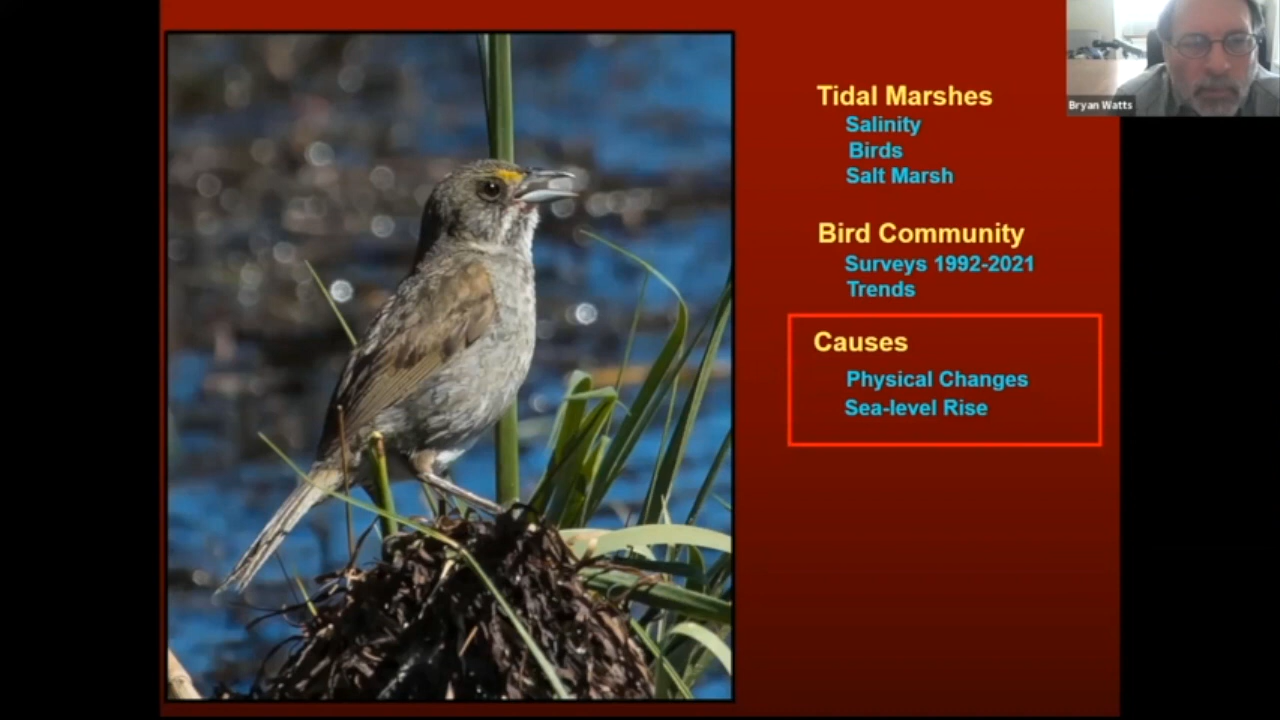 Tidal Marshes
Salinity
Birds
Salt Marsh
Bird Community
Surveys 1992-2021
Trends
Causes
Physical Changes
Sea-level Rise
Bryan Watts